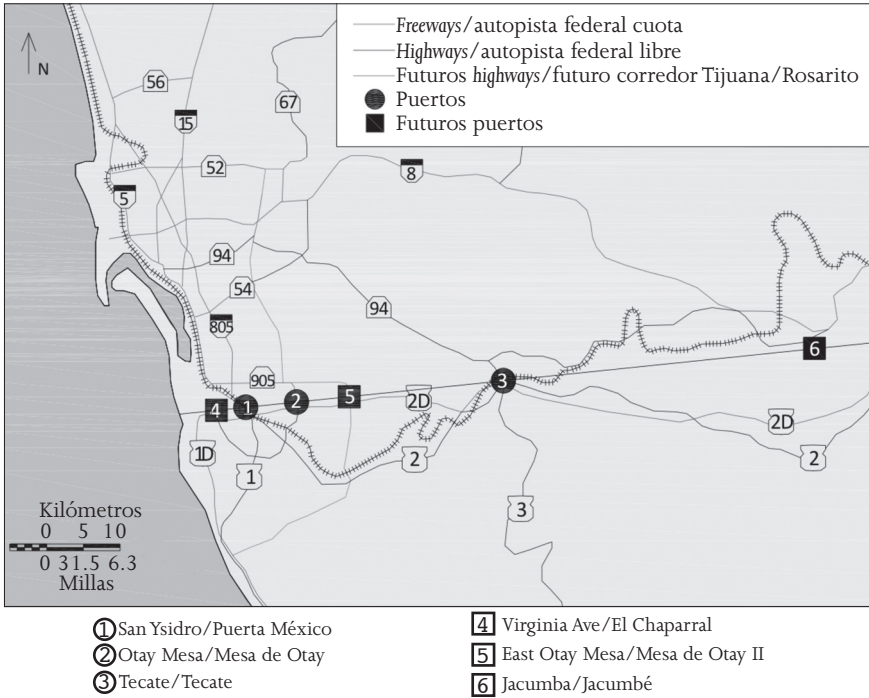 Freeways/autopista federal cuota
Highways/autopista federal libre
Futuros highways/futuro corredor Tijuana/Rosarito
Puertos
Futuros puertos
N
56
67
15
52
8
5
94
54
94
805
905
6
3
5
2
2D
4
1
2D
1D
2
2
1
3
Kilómetros
0 5 10
0 31.5 6.3
Millas
1 San Ysidro/Puerta México
2 Otay Mesa/Mesa de Otay
3 Tecate/Tecate
4 Virginia Ave/El Chaparral
5 East Otay Mesa/Mesa de Otay II
6 Jacumba/Jacumbé